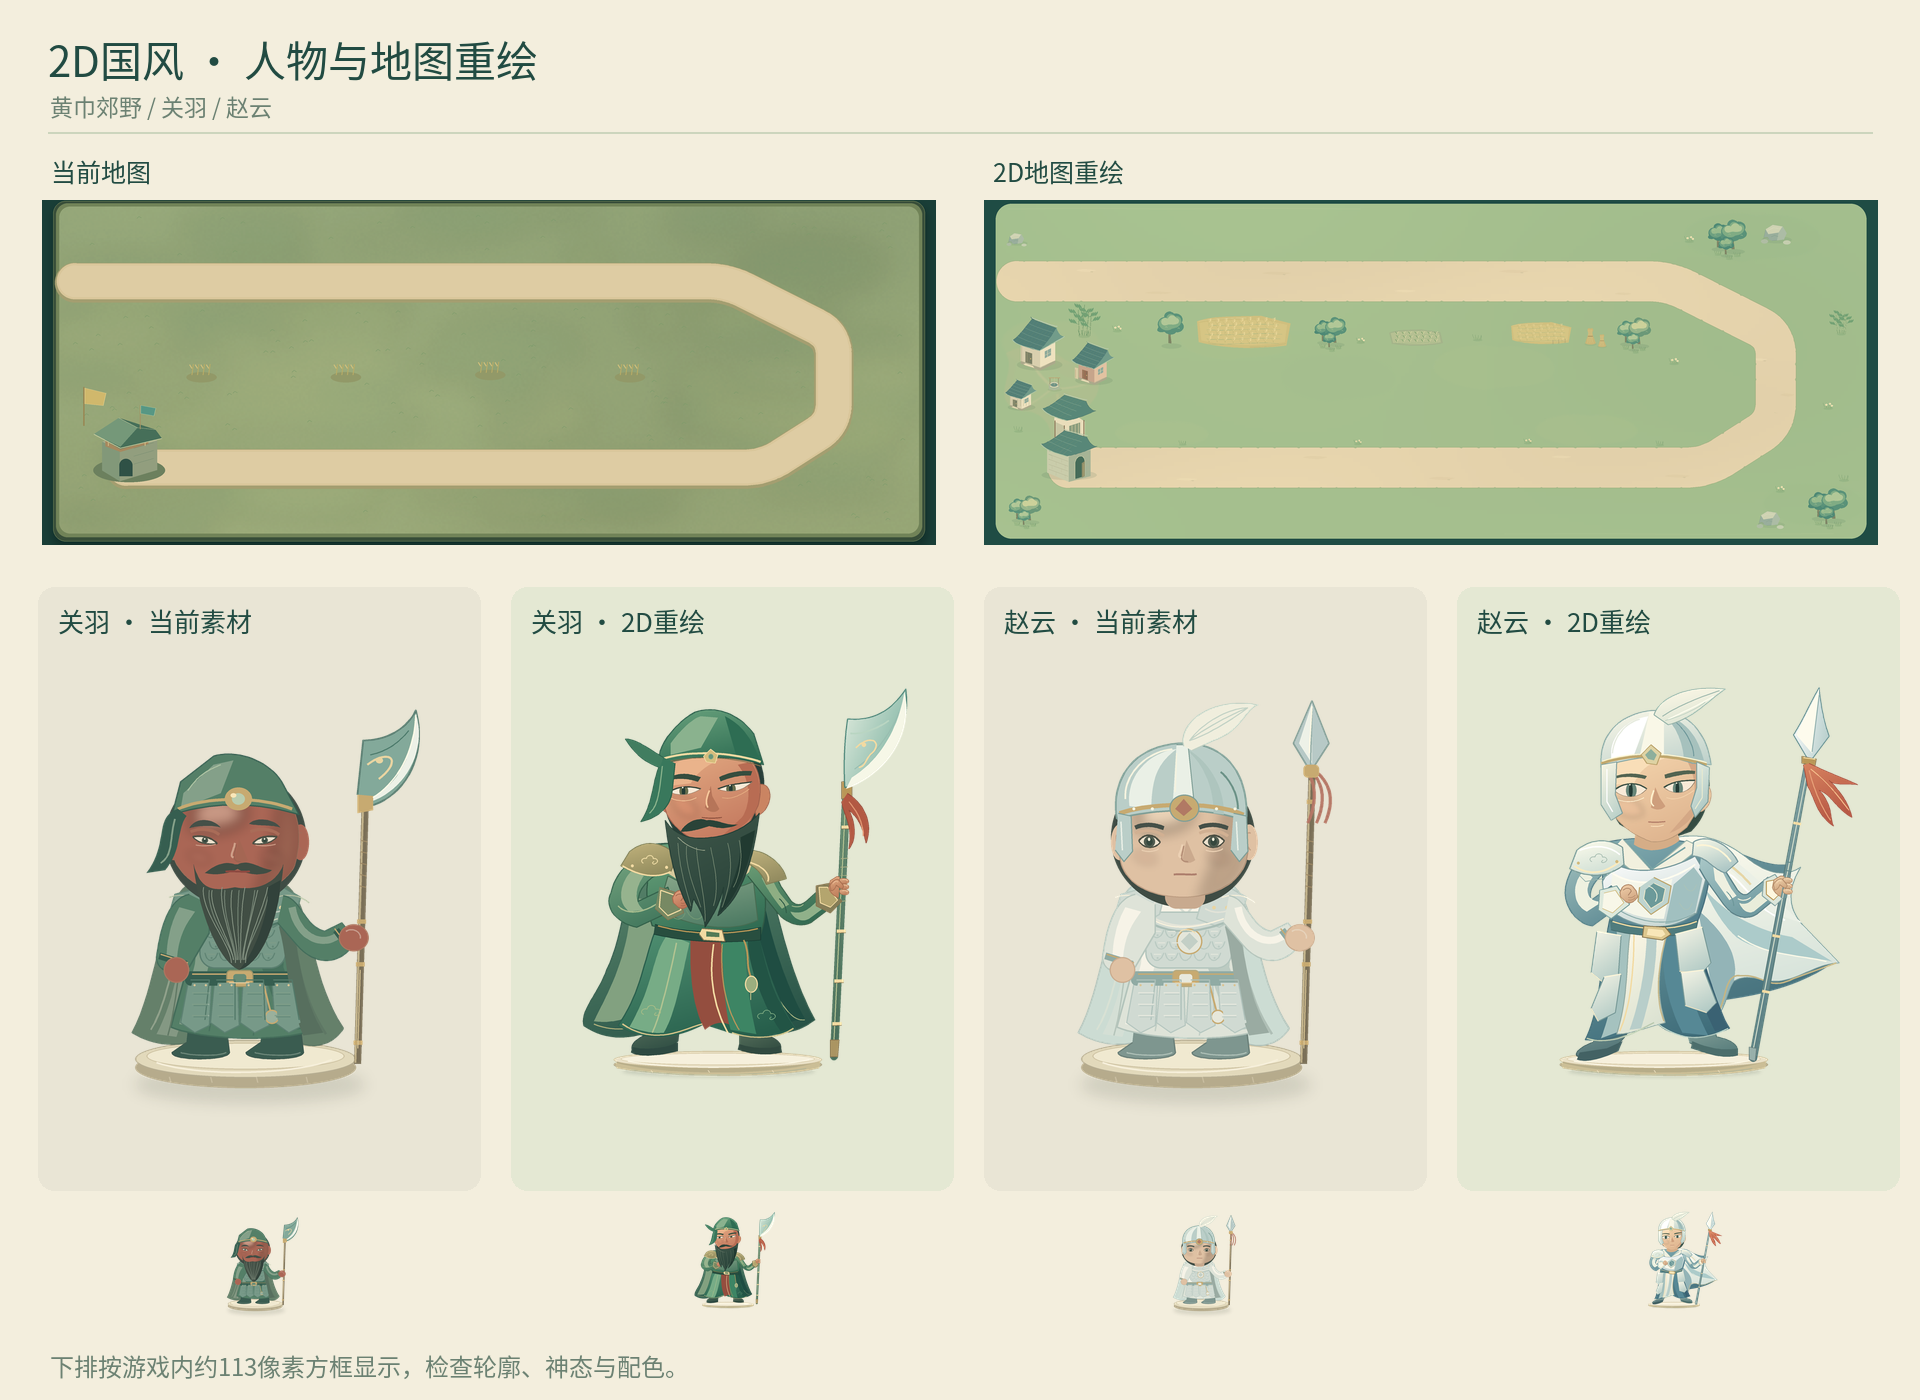 2D国风 · 人物与地图重绘
黄巾郊野 / 关羽 / 赵云
当前地图
2D地图重绘
关羽 · 当前素材
关羽 · 2D重绘
赵云 · 当前素材
赵云 · 2D重绘
下排按游戏内约113像素方框显示，检查轮廓、神态与配色。